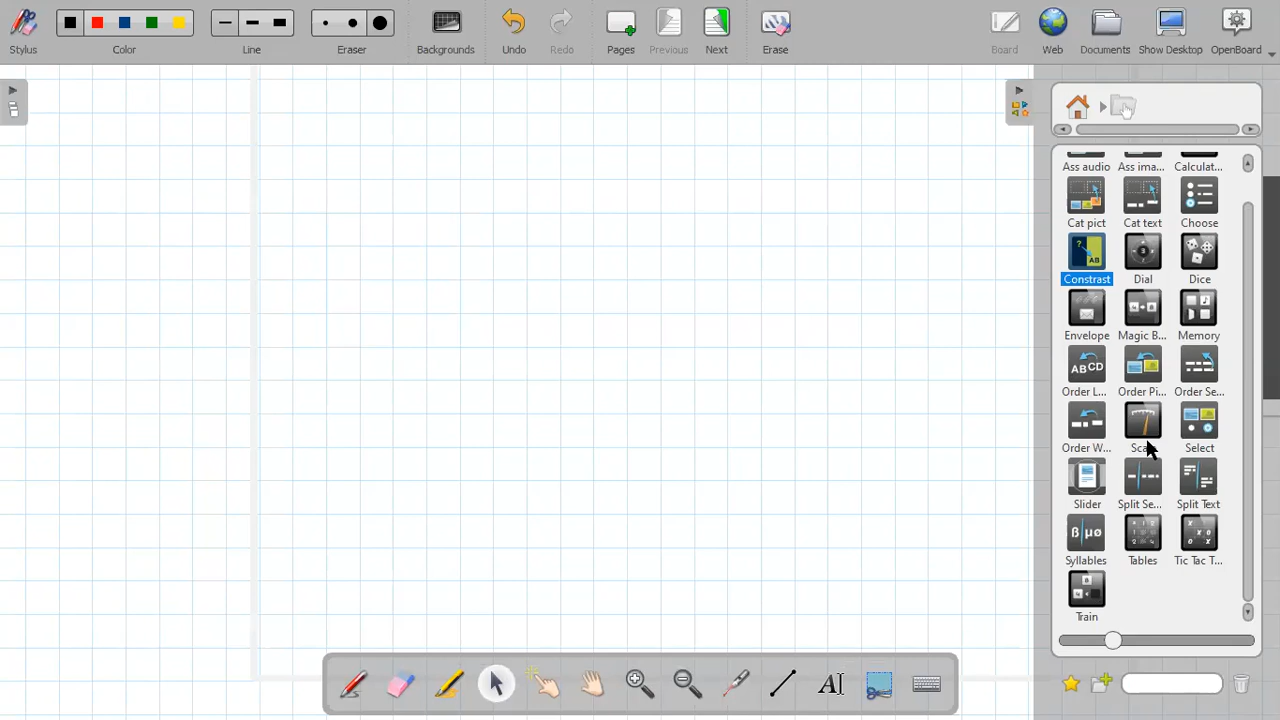 Stylus Color Line Eraser Backgrounds Undo Redo Pages Previous Next Erase Board Web Documents Show Desktop OpenBoard
Ass audio Ass ima... Calculat...
Cat pict Cat text Choose
Constrast Dial Dice
Envelope Magic B... Memory
Order L... Order Pi... Order Se...
Order W... Select
Slider Split Se... Split Text
Syllables Tables Tic Tac T...
Train